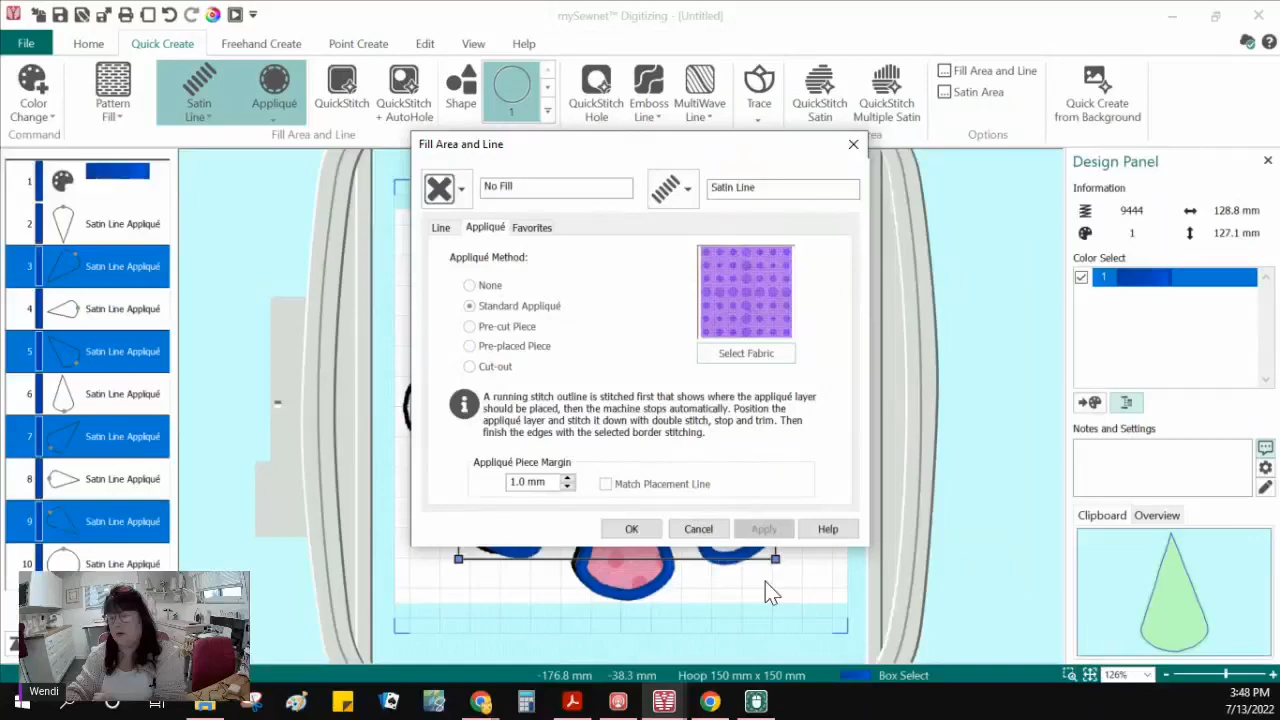 mySewnet™ Digitizing - [Untitled]
File
Home
Quick Create
Freehand Create
Point Create
Edit
View
Help
Color
Change
Pattern
Fill
Satin
Line
Appliqué
QuickStitch
QuickStitch
+ AutoHole
Shape
1
QuickStitch
Hole
Emboss
Line
MultiWave
Line
Trace
QuickStitch
Satin
QuickStitch
Multiple Satin
Fill Area and Line
Satin Area
Quick Create
from Background
Command
Fill Area and Line
Options
1
2 Satin Line Appliqué
3 Satin Line Appliqué
4 Satin Line Appliqué
5 Satin Line Appliqué
6 Satin Line Appliqué
7 Satin Line Appliqué
8 Satin Line Appliqué
9 Satin Line Appliqué
10 Satin Line Appliqué
Fill Area and Line
No Fill
Satin Line
Line
Appliqué
Favorites
Appliqué Method:
None
Standard Appliqué
Pre-cut Piece
Pre-placed Piece
Cut-out
Select Fabric
A running stitch outline is stitched first that shows where the appliqué layer
should be placed, then the machine stops automatically. Position the
appliqué layer and stitch it down with double stitch, stop and trim. Then
finish the edges with the selected border stitching.
Appliqué Piece Margin
1.0 mm
Match Placement Line
OK
Cancel
Apply
Help
Design Panel
Information
9444
128.8 mm
1
127.1 mm
Color Select
1
Notes and Settings
Clipboard
Overview
Wendi
-176.8 mm
-38.3 mm
Hoop 150 mm x 150 mm
Box Select
126%
3:48 PM
7/13/2022